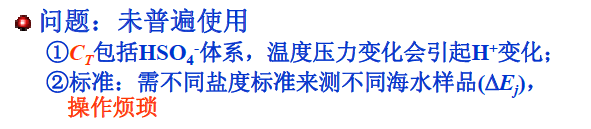 问题：未普遍使用
①CT包括HSO4-体系，温度压力变化会引起H+变化；
②标准：需不同盐度标准来测不同海水样品(ΔEj)，
操作烦琐